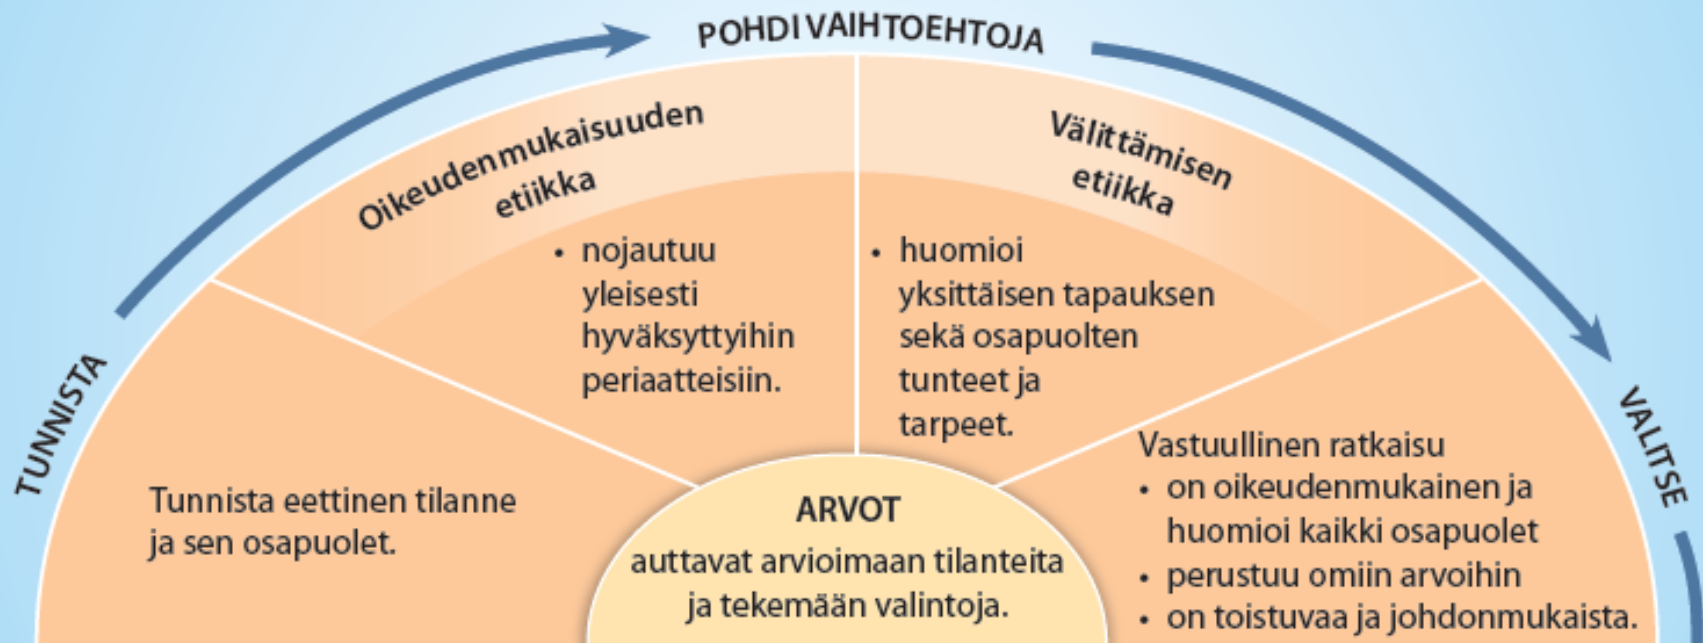 POHDI VAIHTOEHTOJA
TUNNISTA
Tunnista eettinen tilanne
ja sen osapuolet.
Oikeudenmukaisuuden
etiikka
• nojautuu
yleisesti
hyväksyttyihin
periaatteisiin.
Välittämisen
etiikka
• huomioi
yksittäisen tapauksen
sekä osapuolten
tunteet ja
tarpeet.
VALITSE
Vastuullinen ratkaisu
• on oikeudenmukainen ja
huomioi kaikki osapuolet
• perustuu omiin arvoihin
• on toistuvaa ja johdonmukaista.
ARVOT
auttavat arvioimaan tilanteita
ja tekemään valintoja.